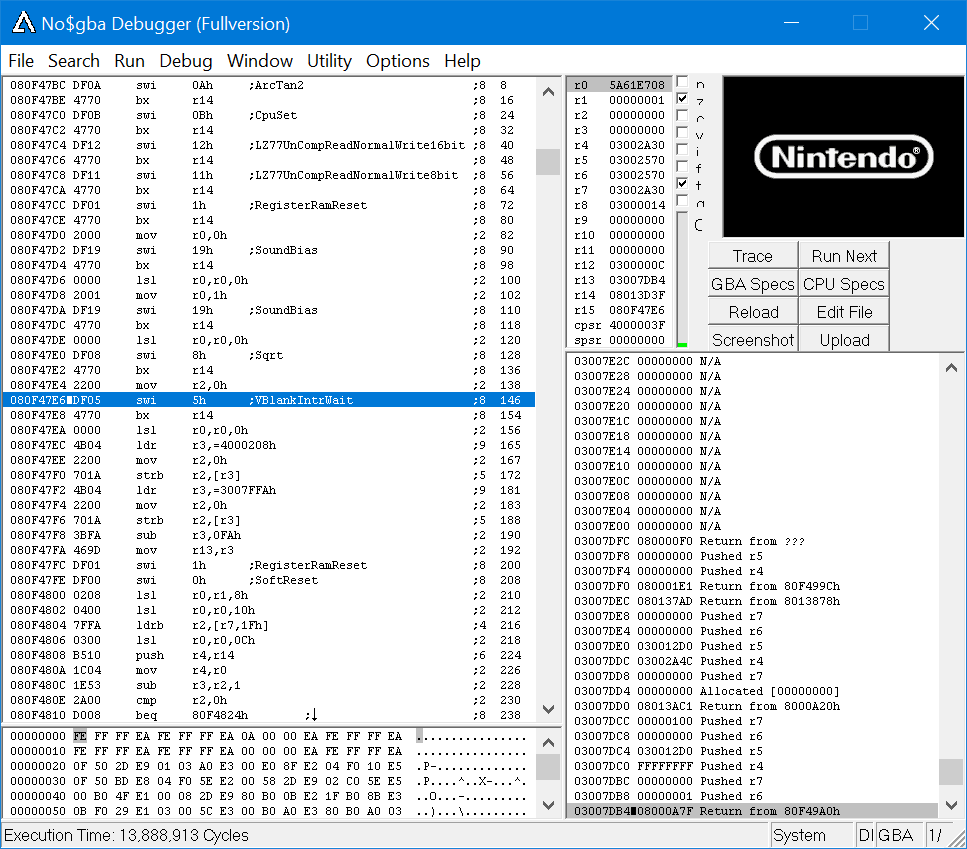 No$gba Debugger (Fullversion)
File Search Run Debug Window Utility Options Help
080F47BC DF0A swi 0Ah ;ArcTan2 ;8 8
080F47BE 4770 bx r14 ;8 16
080F47C0 DF0B swi 0Bh ;CpuSet ;8 24
080F47C2 4770 bx r14 ;8 32
080F47C4 DF12 swi 12h ;LZ77UnCompReadNormalWrite16bit ;8 40
080F47C6 4770 bx r14 ;8 48
080F47C8 DF11 swi 11h ;LZ77UnCompReadNormalWrite8bit ;8 56
080F47CA 4770 bx r14 ;8 64
080F47CC DF01 swi 1h ;RegisterRamReset ;8 72
080F47CE 4770 bx r14 ;8 80
080F47D0 2000 mov r0,0h ;2 82
080F47D2 DF19 swi 19h ;SoundBias ;8 90
080F47D4 4770 bx r14 ;8 98
080F47D6 0000 lsl r0,r0,0h ;2 100
080F47D8 2001 mov r0,1h ;2 102
080F47DA DF19 swi 19h ;SoundBias ;8 110
080F47DC 4770 bx r14 ;8 118
080F47DE 0000 lsl r0,r0,0h ;2 120
080F47E0 DF08 swi 8h ;Sqrt ;8 128
080F47E2 4770 bx r14 ;8 136
080F47E4 2200 mov r2,0h ;2 138
080F47E6 DF05 swi 5h ;VBlankIntrWait ;8 146
080F47E8 4770 bx r14 ;8 154
080F47EA 0000 lsl r0,r0,0h ;2 156
080F47EC 4B04 ldr r3,=4000208h ;9 165
080F47EE 2200 mov r2,0h ;2 167
080F47F0 701A strb r2,[r3] ;5 172
080F47F2 4B04 ldr r3,=3007FFAh ;9 181
080F47F4 2200 mov r2,0h ;2 183
080F47F6 701A strb r2,[r3] ;5 188
080F47F8 3BFA sub r3,0FAh ;2 190
080F47FA 469D mov r13,r3 ;2 192
080F47FC DF01 swi 1h ;RegisterRamReset ;8 200
080F47FE DF00 swi 0h ;SoftReset ;8 208
080F4800 0208 lsl r0,r1,8h ;2 210
080F4802 0400 lsl r0,r0,10h ;2 212
080F4804 7FFA ldrb r2,[r7,1Fh] ;4 216
080F4806 0300 lsl r0,r0,0Ch ;2 218
080F4808 B510 push r4,r14 ;6 224
080F480A 1C04 mov r4,r0 ;2 226
080F480C 1E53 sub r3,r2,1 ;2 228
080F480E 2A00 cmp r2,0h ;2 230
080F4810 D008 beq 80F4824h ;↓ ;8 238
r0 5A61E708
r1 00000001
r2 00000000
r3 00000000
r4 03002A30
r5 03002570
r6 03002570
r7 03002A30
r8 03000014
r9 00000000
r10 00000000
r11 00000000
r12 0300000C
r13 03007DB4
r14 08013D3F
r15 080F47E6
cpsr 4000003F
spsr 00000000
n
z
c
v
i
f
t
Nintendo®
Trace Run Next
GBA Specs CPU Specs
Reload Edit File
Screenshot Upload
03007E2C 00000000 N/A
03007E28 00000000 N/A
03007E24 00000000 N/A
03007E20 00000000 N/A
03007E1C 00000000 N/A
03007E18 00000000 N/A
03007E14 00000000 N/A
03007E10 00000000 N/A
03007E0C 00000000 N/A
03007E08 00000000 N/A
03007E04 00000000 N/A
03007E00 00000000 N/A
03007DFC 080000F0 Return from ???
03007DF8 00000000 Pushed r5
03007DF4 00000000 Pushed r4
03007DF0 080001E1 Return from 80F499Ch
03007DEC 080137AD Return from 8013878h
03007DE8 00000000 Pushed r7
03007DE4 00000000 Pushed r6
03007DE0 030012D0 Pushed r5
03007DDC 03002A4C Pushed r4
03007DD8 00000000 Pushed r7
03007DD4 00000000 Allocated [00000000]
03007DD0 08013AC1 Return from 8000A20h
03007DCC 00000100 Pushed r7
03007DC8 00000000 Pushed r6
03007DC4 030012D0 Pushed r5
03007DC0 FFFFFFFF Pushed r4
03007DBC 00000000 Pushed r7
03007DB8 00000001 Pushed r6
03007DB4 08000A7F Return from 80F49A0h
00000000 FE FF FF EA FE FF FF EA 0A 00 00 EA FE FF FF EA ................
00000010 FE FF FF EA FE FF FF EA FE FF FF EA FE FF FF EA ................
00000020 0F 50 2D E9 01 03 A0 E3 00 E0 8F E2 04 F0 10 E5 .P-.............
00000030 0F 50 BD E8 04 F0 5E E2 00 58 2D E9 02 C0 5E E5 .P....^..X-...^.
00000040 00 B0 4F E1 00 08 2D E9 80 B0 0B E2 1F B0 8B E3 ..O...-.........
00000050 0B F0 29 E1 03 00 5C E3 00 B0 A0 E3 80 B0 A0 03 ..)...\.........
Execution Time: 13,888,913 Cycles System GBA 1/